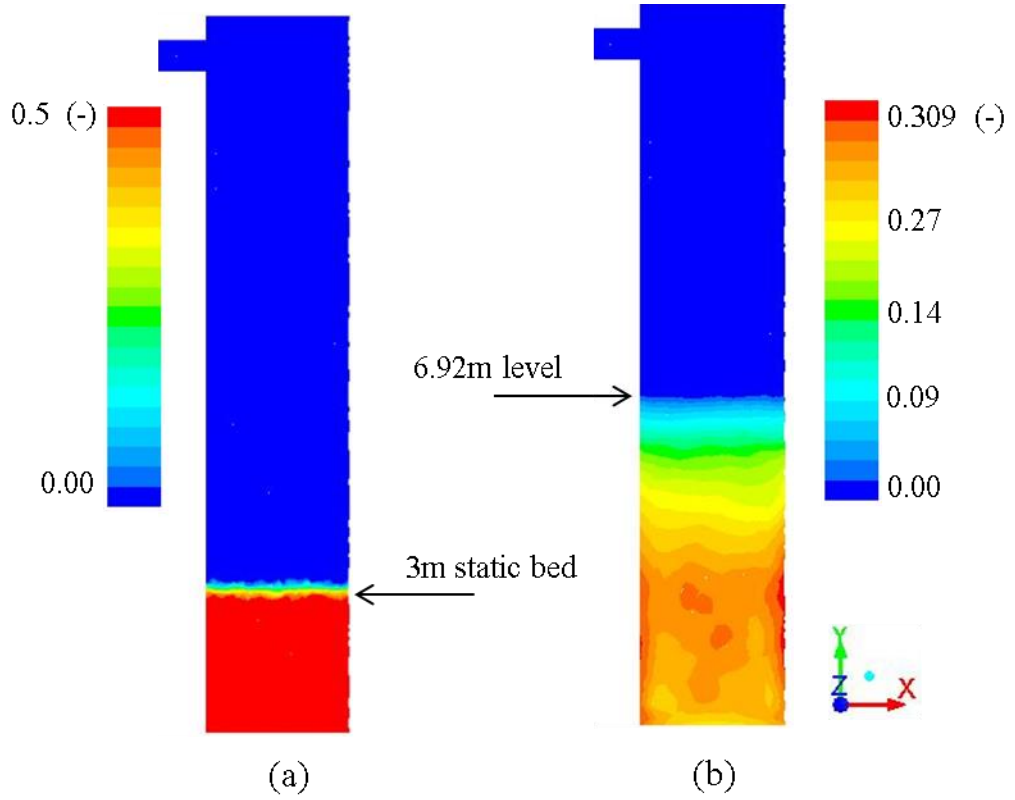 0.5 (-)
0.00
0.309 (-)
0.27
0.14
0.09
0.00
6.92m level
3m static bed
Y
Z
X
(a)
(b)